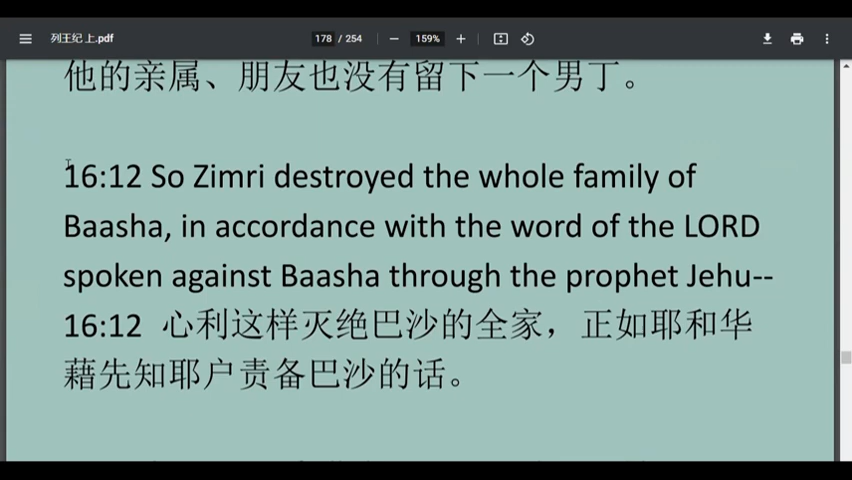 列王纪 上.pdf
178 / 254
159%
他的亲属、朋友也没有留下一个男丁。
16:12 So Zimri destroyed the whole family of
Baasha, in accordance with the word of the LORD
spoken against Baasha through the prophet Jehu--
16:12 心利这样灭绝巴沙的全家，正如耶和华
藉先知耶户责备巴沙的话。